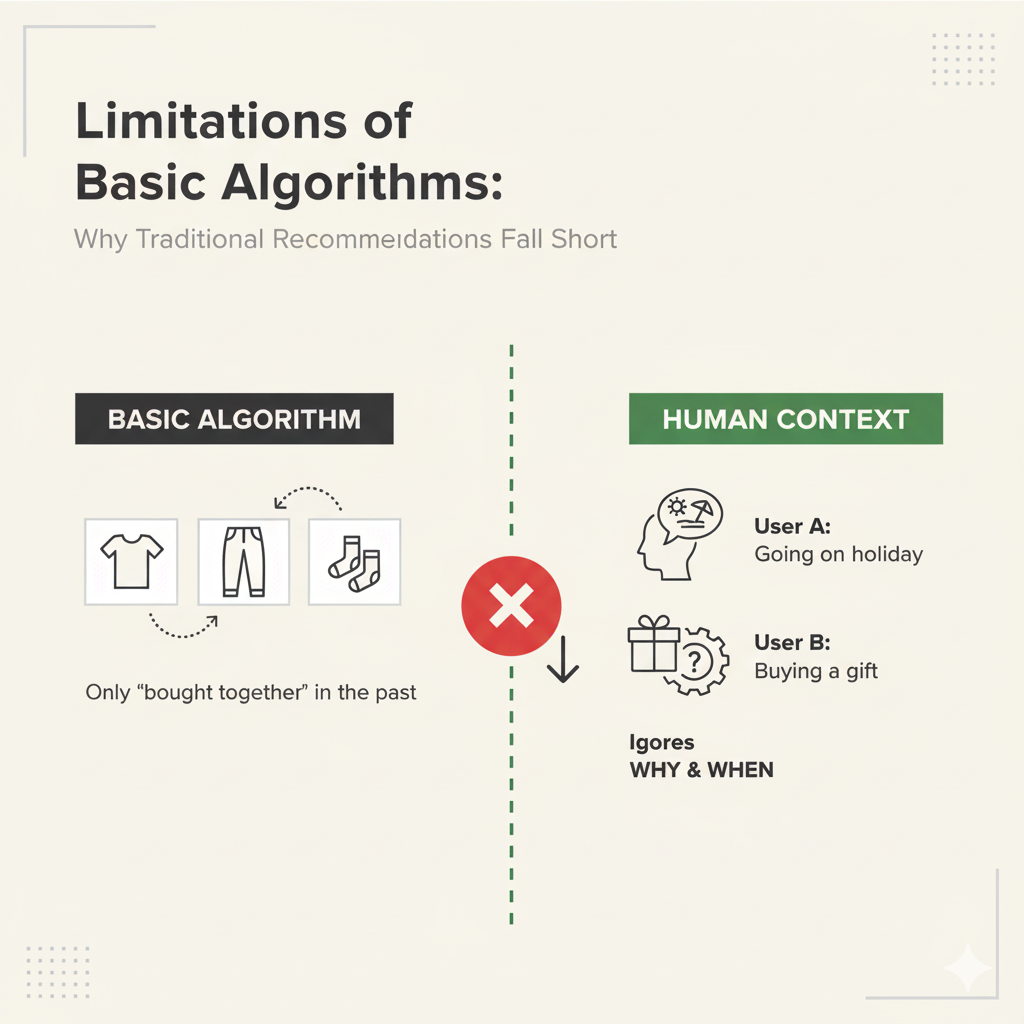 Limitations of
Basic Algorithms:
Why Traditional Recommeıdations Fall Short
BASIC ALGORITHM
Only “bought together” in the past
HUMAN CONTEXT
User A:
Going on holiday
?
User B:
Buying a gift
Igores
WHY & WHEN